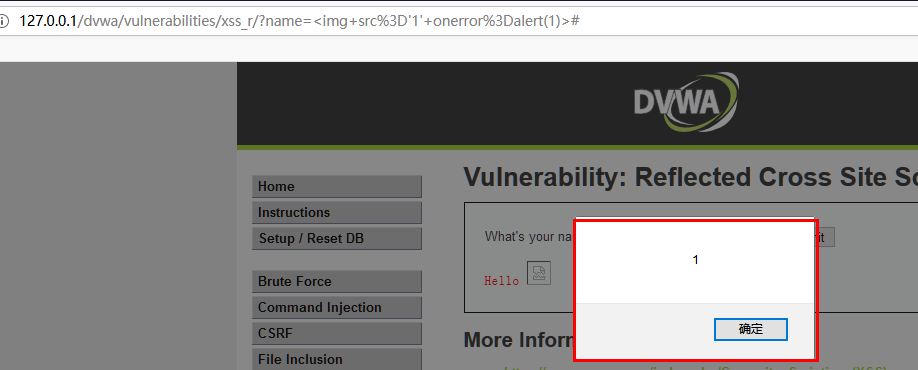 127.0.0.1/dvwa/vulnerabilities/xss_r/?name=<img+src%3D'1'+onerror%3Dalert(1)>#
DVWA
Home
Instructions
Setup / Reset DB
Brute Force
Command Injection
CSRF
File Inclusion
Vulnerability: Reflected Cross Site Sc
What's your na
Hello
1
确定
More Inforn